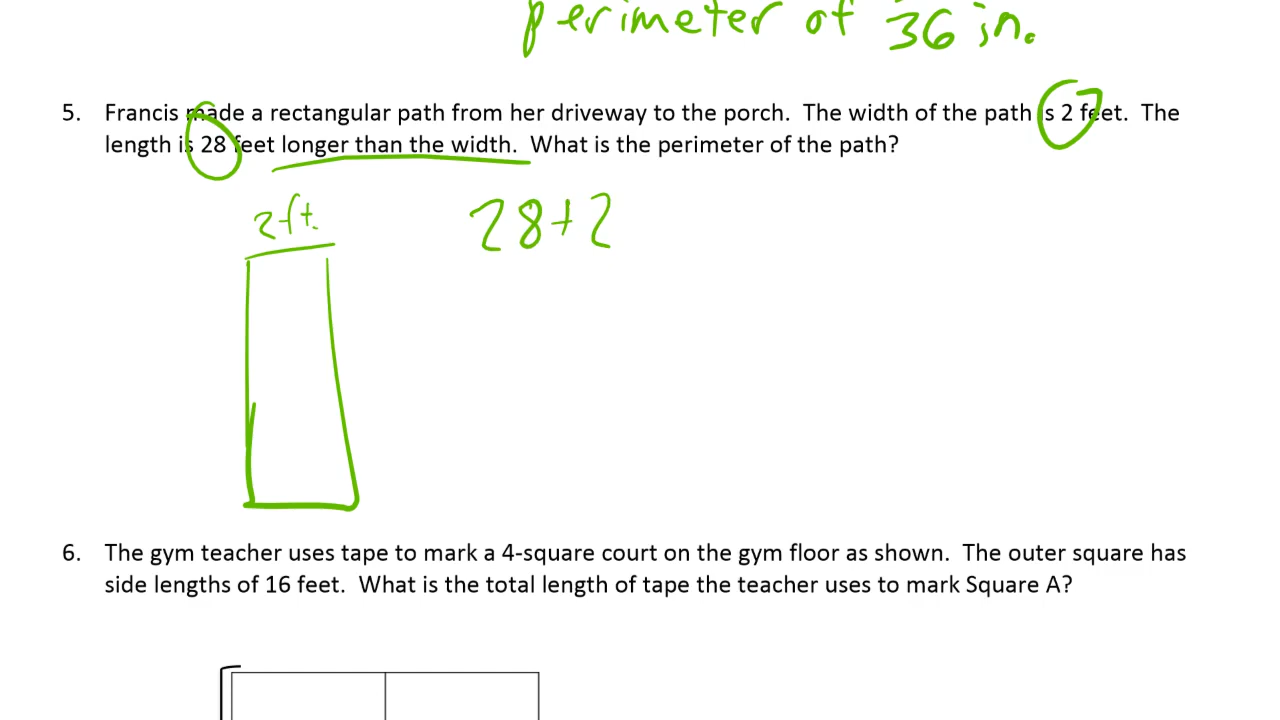 perimeter of 36 in.
5. Francis made a rectangular path from her driveway to the porch. The width of the path is 2 feet. The
length is 28 feet longer than the width. What is the perimeter of the path?
2ft.
28+2
6. The gym teacher uses tape to mark a 4-square court on the gym floor as shown. The outer square has
side lengths of 16 feet. What is the total length of tape the teacher uses to mark Square A?